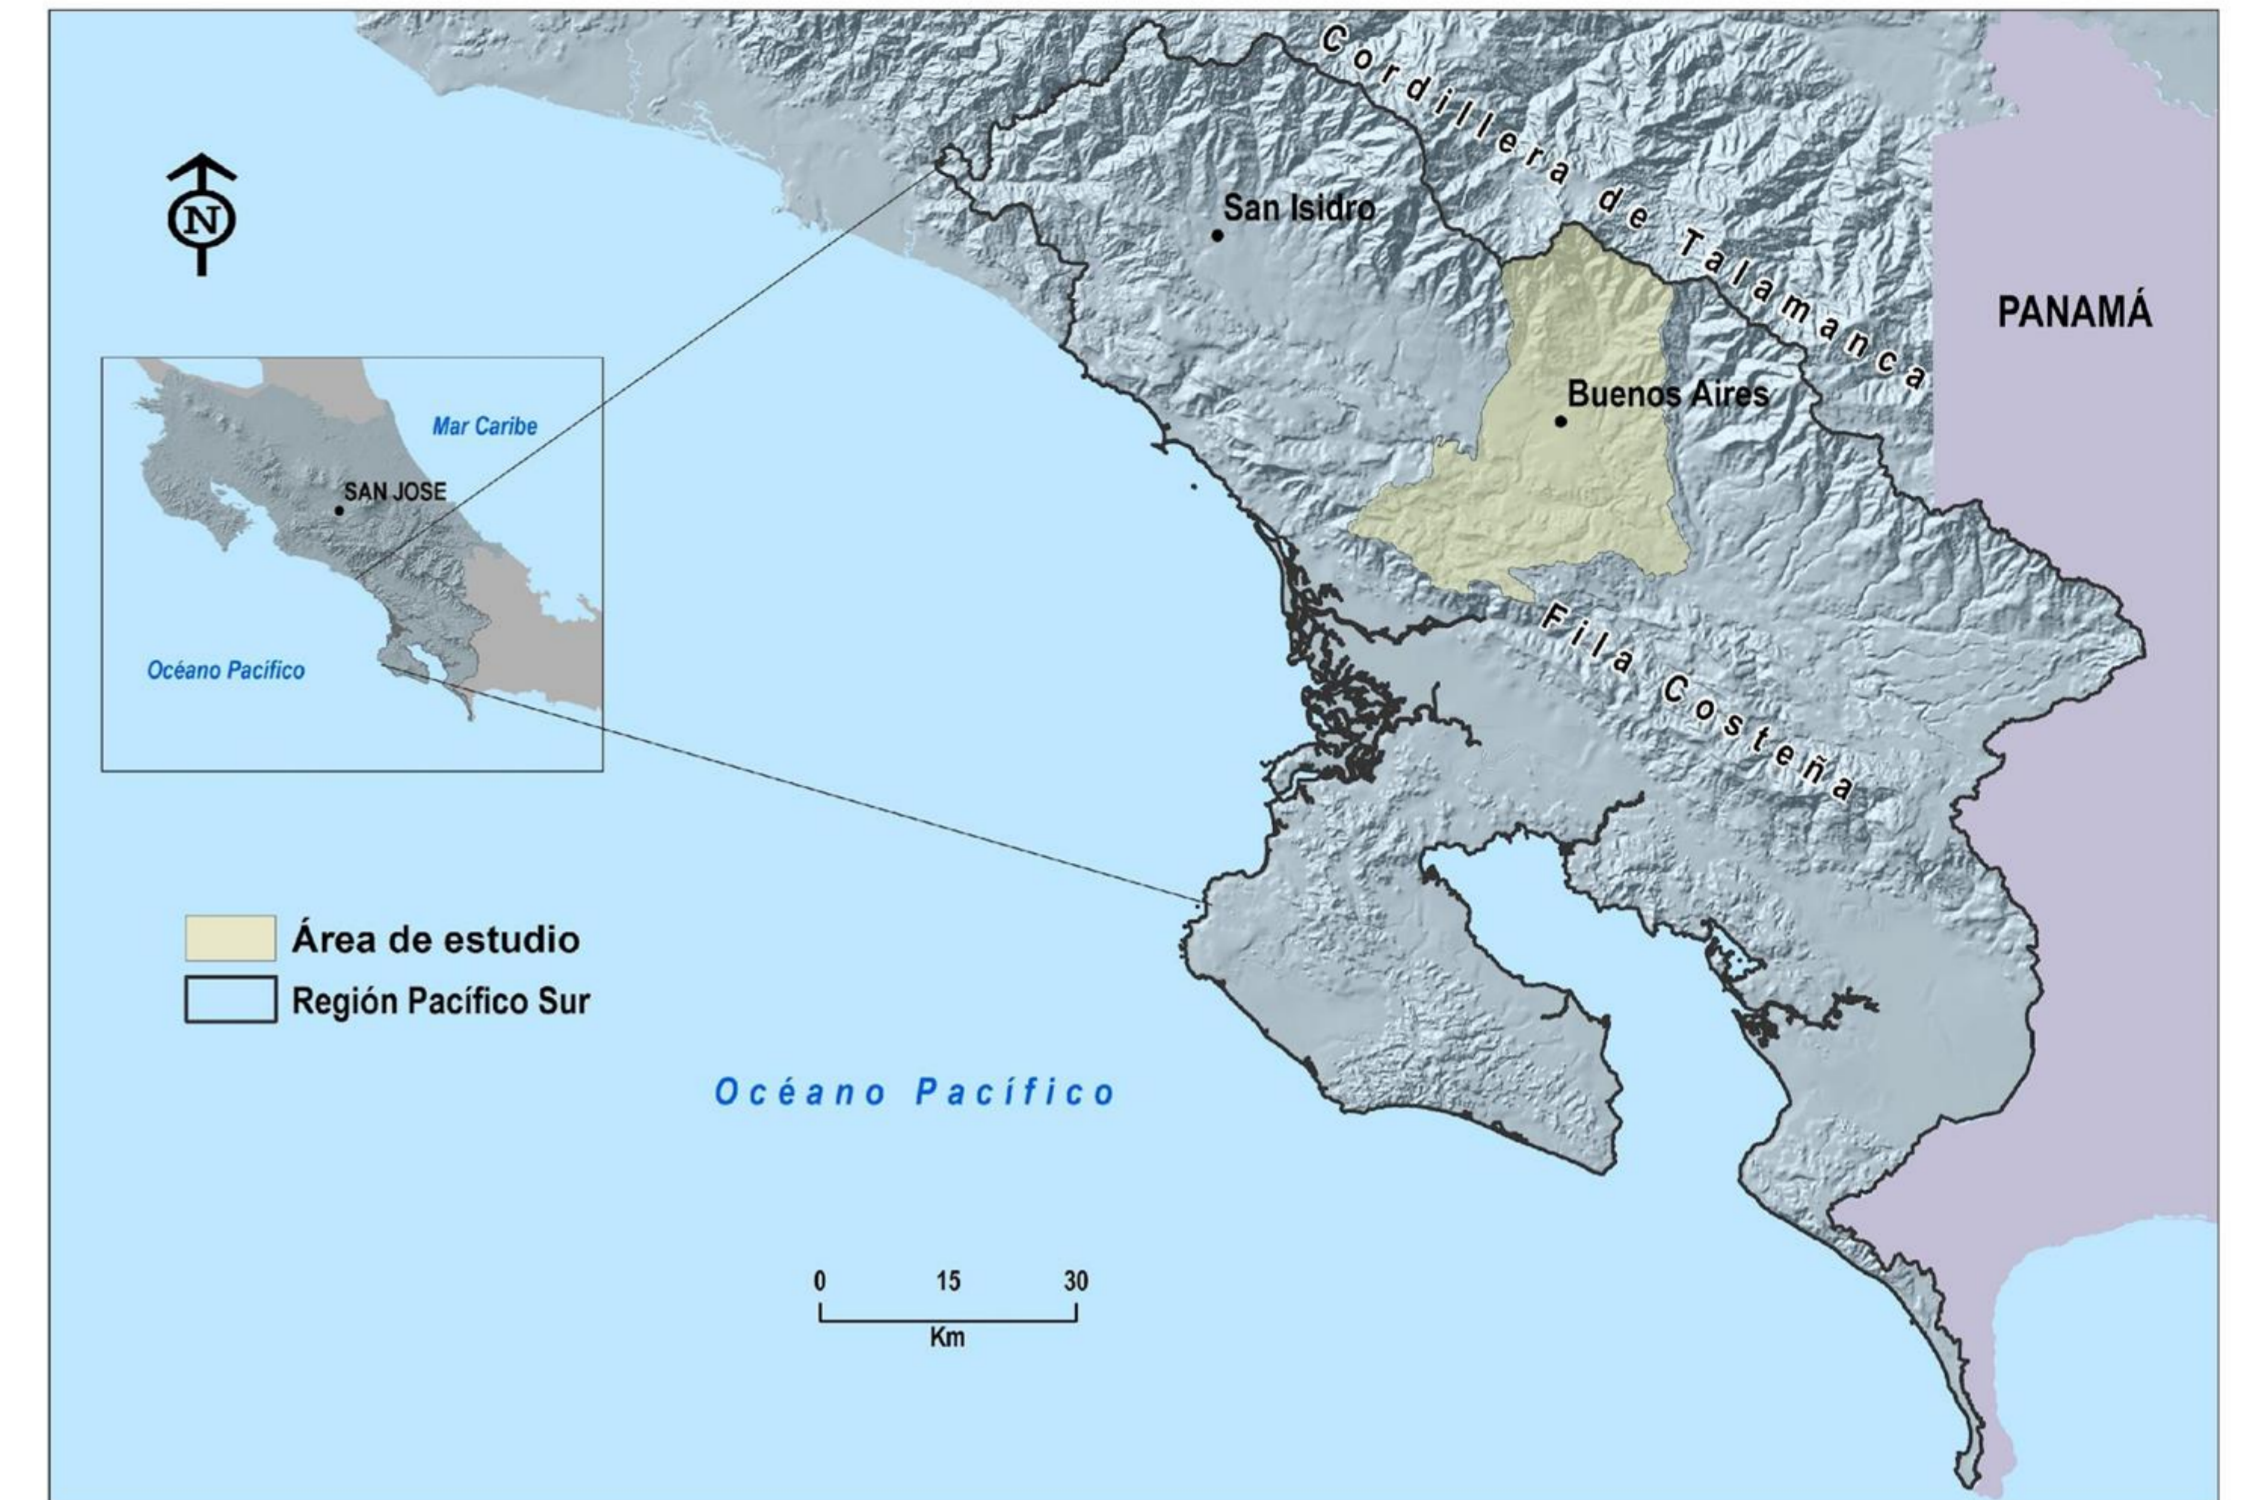 Cordillera de Talamanca
N
San Isidro
PANAMÁ
Buenos Aires
Mar Caribe
SAN JOSE
Océano Pacífico
Fila Costeña
Área de estudio
Región Pacífico Sur
Océano Pacífico
0 15 30
Km